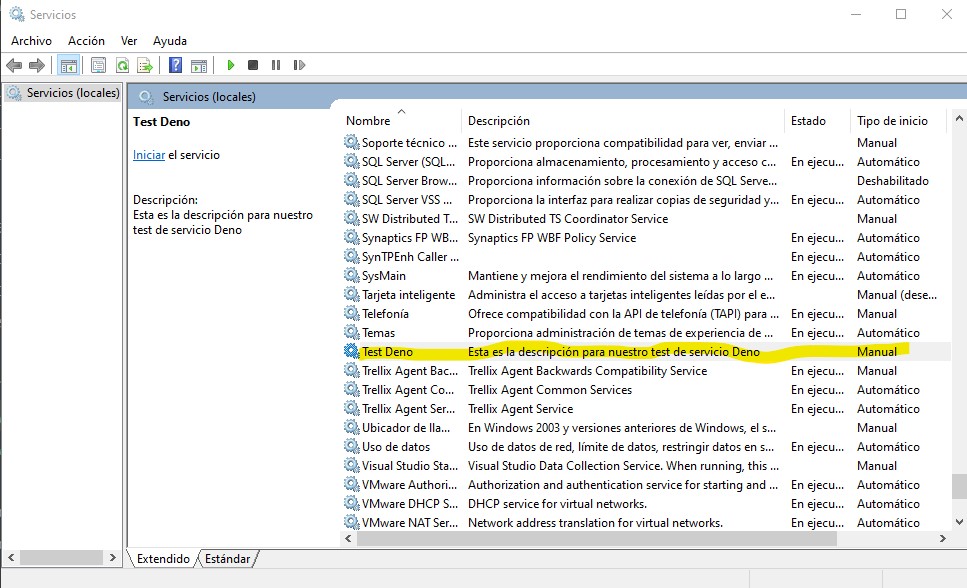 Servicios
Archivo Acción Ver Ayuda
Servicios (locales)
Servicios (locales)
Test Deno
Iniciar el servicio
Descripción:
Esta es la descripción para nuestro
test de servicio Deno
Nombre Descripción Estado Tipo de inicio
Soporte técnico ... Este servicio proporciona compatibilidad para ver, enviar ... Manual
SQL Server (SQL... Proporciona almacenamiento, procesamiento y acceso c... En ejecu... Automático
SQL Server Brow... Proporciona información sobre la conexión de SQL Serve... Deshabilitado
SQL Server VSS ... Proporciona la interfaz para realizar copias de seguridad y... En ejecu... Automático
SW Distributed T... SW Distributed TS Coordinator Service Manual
Synaptics FP WB... Synaptics FP WBF Policy Service En ejecu... Automático
SynTPEnh Caller ... En ejecu... Automático
SysMain Mantiene y mejora el rendimiento del sistema a lo largo ... En ejecu... Automático
Tarjeta inteligente Administra el acceso a tarjetas inteligentes leídas por el e... Manual (dese...
Telefonía Ofrece compatibilidad con la API de telefonía (TAPI) para ... En ejecu... Manual
Temas Proporciona administración de temas de experiencia de ... En ejecu... Automático
Test Deno Esta es la descripción para nuestro test de servicio Deno Manual
Trellix Agent Bac... Trellix Agent Backwards Compatibility Service En ejecu... Manual
Trellix Agent Co... Trellix Agent Common Services En ejecu... Automático
Trellix Agent Ser... Trellix Agent Service En ejecu... Automático
Ubicador de lla... En Windows 2003 y versiones anteriores de Windows, el s... Manual
Uso de datos Uso de datos de red, límite de datos, restringir datos en s... En ejecu... Automático
Visual Studio Sta... Visual Studio Data Collection Service. When running, this ... Manual
VMware Authori... Authorization and authentication service for starting and ... En ejecu... Automático
VMware DHCP S... DHCP service for virtual networks. En ejecu... Automático
VMware NAT Ser... Network address translation for virtual networks. En ejecu... Automático
Extendido Estándar